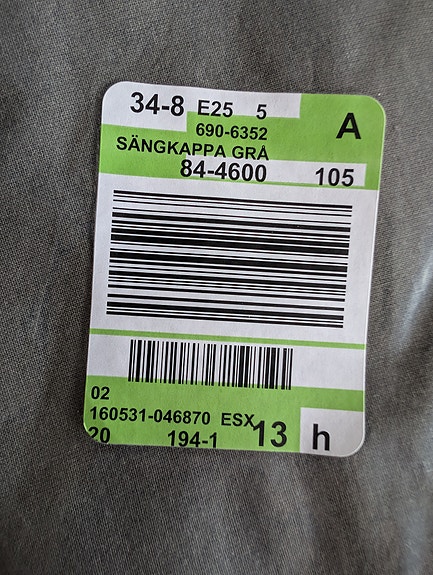 34-8 E25 5
A
690-6352
SÄNGKAPPA GRÅ
84-4600 105
02
160531-046870 ESX
20 194-1 13 h